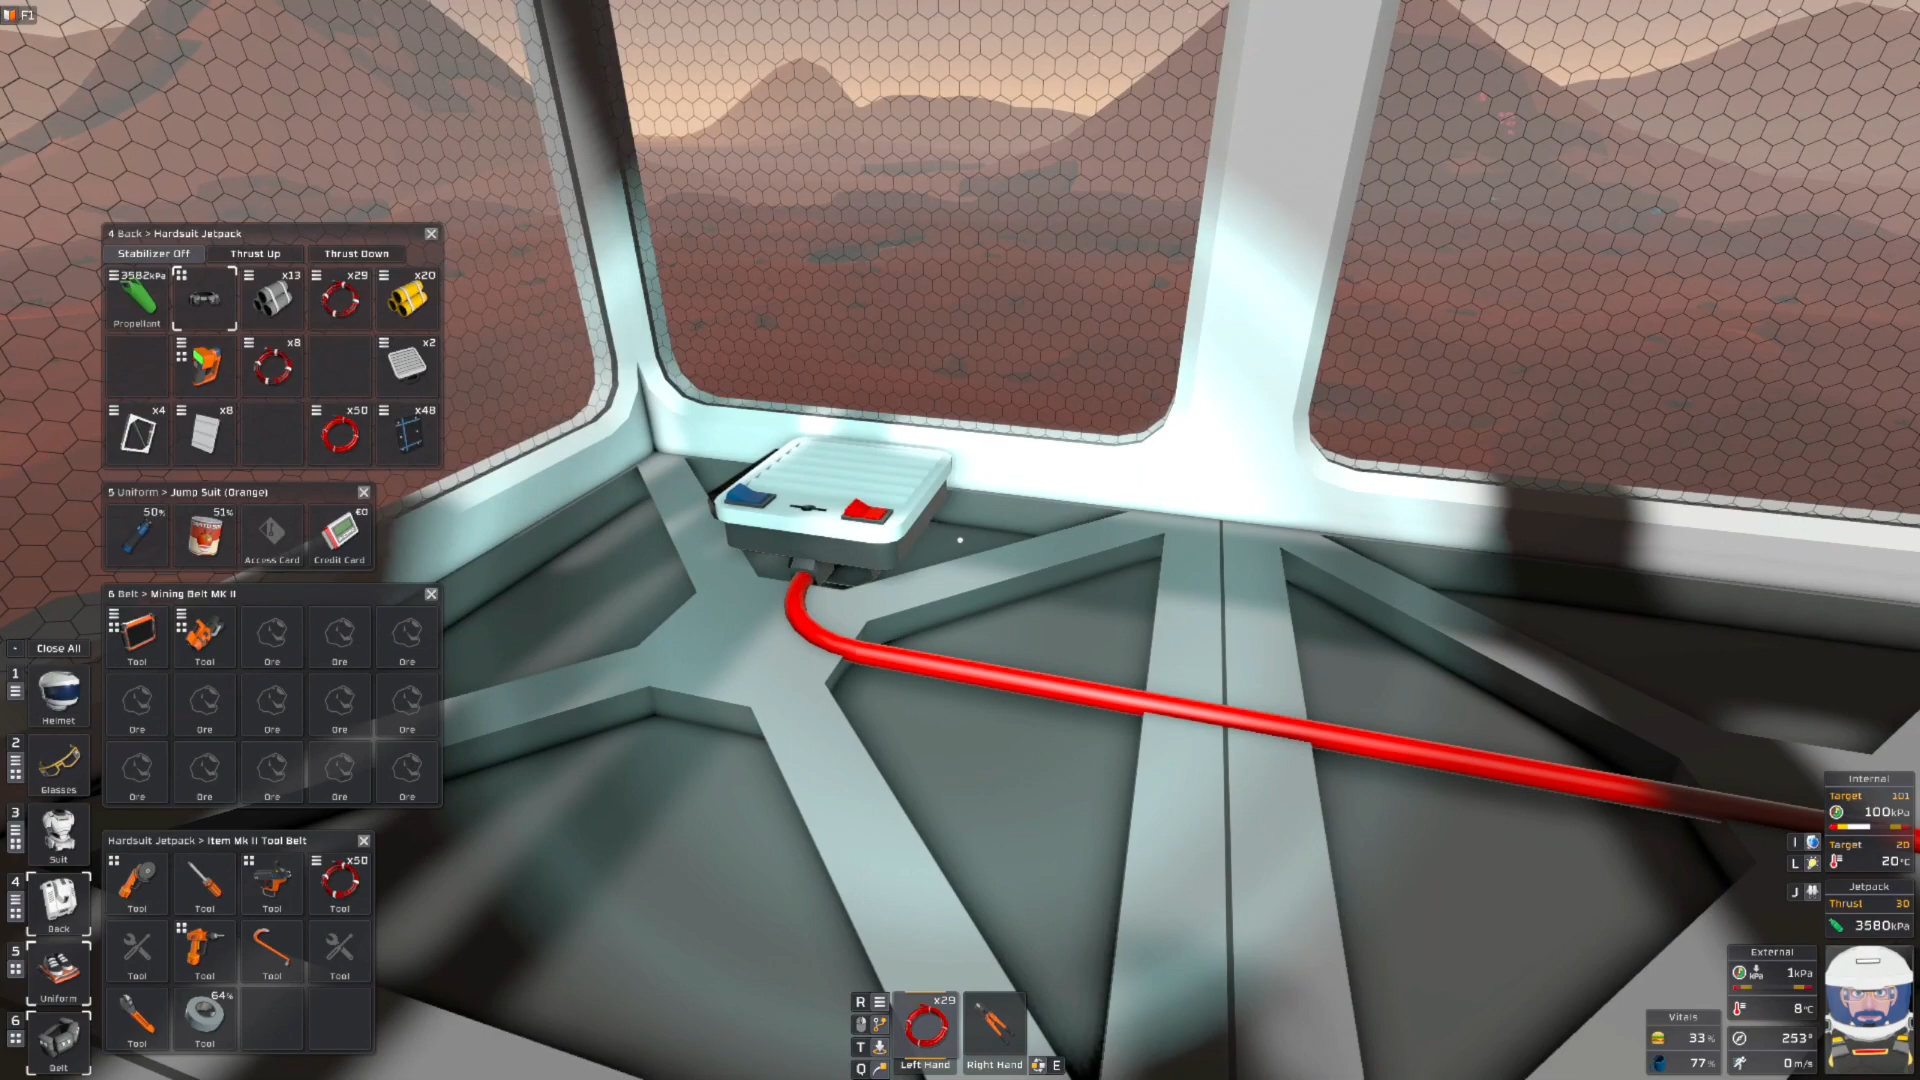 F1
4 Back > Hardsuit Jetpack
Stabilizer Off Thrust Up Thrust Down
3582kPa x13 x29 x20
Propellant
x8 x2
x4 x8 x50 x48
5 Uniform > Jump Suit (Orange)
50% 51% €0
Access Card Credit Card
6 Belt > Mining Belt MK II
Tool Tool Ore Ore Ore
Ore Ore Ore Ore Ore
Ore Ore Ore Ore Ore
Close All
1
Helmet
2
Glasses
3
Suit
4
Back
5
Uniform
6
Belt
Hardsuit Jetpack > Item Mk II Tool Belt
x50
Tool Tool Tool Tool
Tool Tool Tool Tool
64%
Tool Tool
R
T
Q
x29
Left Hand Right Hand E
Internal
Target 101
100kPa
Target 20
20°C
I
L
J
Jetpack
Thrust 30
3580kPa
External
kPa 1kPa
8°C
253°
0m/s
Vitals
33%
77%